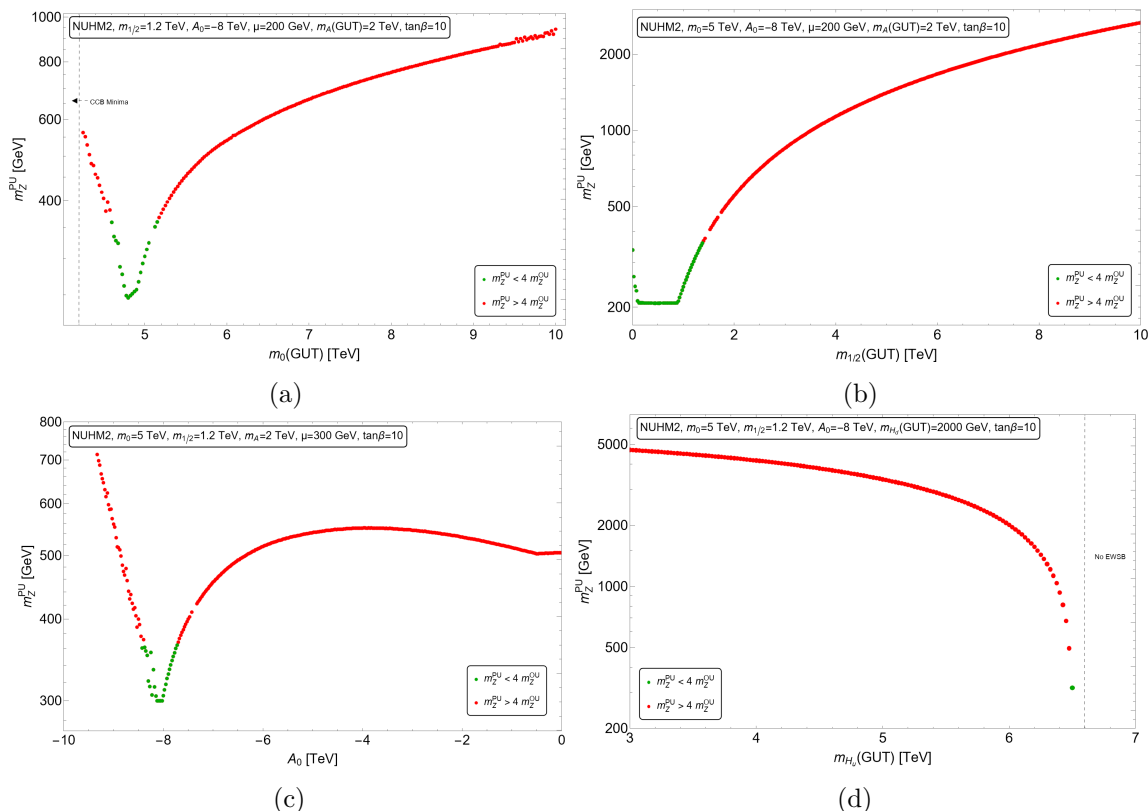 NUHM2, m1/2=1.2 TeV, A0=−8 TeV, μ=200 GeV, mA(GUT)=2 TeV, tanβ=10
1000
800
600
400
mZPU [GeV]
CCB Minima
mZPU < 4 mZOU
mZPU > 4 mZOU
5 6 7 8 9 10
m0(GUT) [TeV]
(a)
NUHM2, m0=5 TeV, A0=−8 TeV, μ=200 GeV, mA(GUT)=2 TeV, tanβ=10
2000
1000
500
200
mZPU [GeV]
mZPU < 4 mZOU
mZPU > 4 mZOU
0 2 4 6 8 10
m1/2(GUT) [TeV]
(b)
NUHM2, m0=5 TeV, m1/2=1.2 TeV, mA=2 TeV, μ=300 GeV, tanβ=10
800
700
600
500
400
300
mZPU [GeV]
mZPU < 4 mZOU
mZPU > 4 mZOU
−10 −8 −6 −4 −2 0
A0 [TeV]
(c)
NUHM2, m0=5 TeV, m1/2=1.2 TeV, A0=−8 TeV, mHd(GUT)=2000 GeV, tanβ=10
5000
2000
1000
500
200
mZPU [GeV]
No EWSB
mZPU < 4 mZOU
mZPU > 4 mZOU
3 4 5 6 7
mHu(GUT) [TeV]
(d)